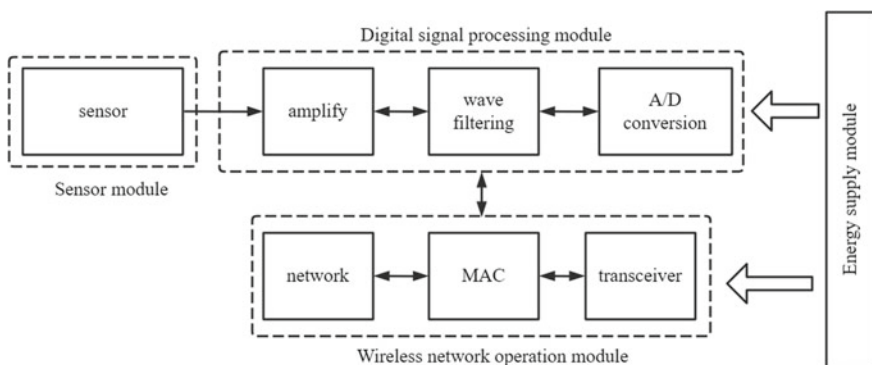 Digital signal processing module
sensor
amplify
wave
filtering
A/D
conversion
Sensor module
Energy supply module
network
MAC
transceiver
Wireless network operation module